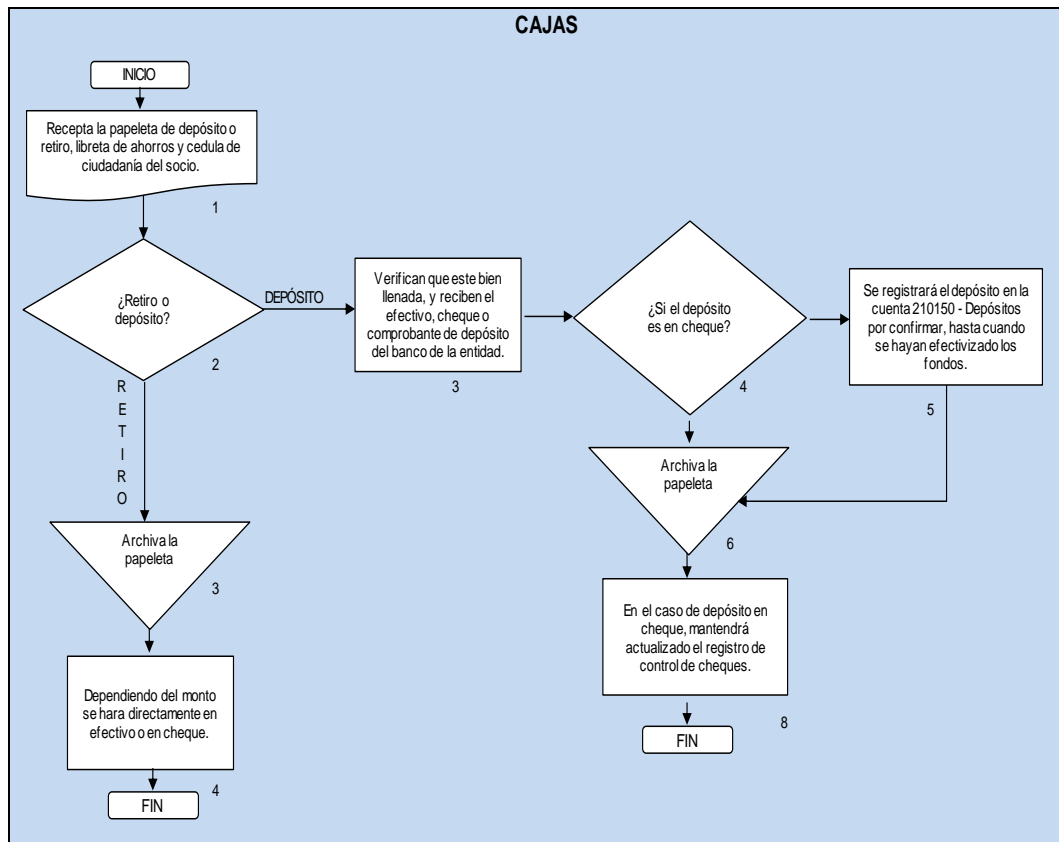 CAJAS
INICIO
Recepta la papeleta de depósito o
retiro, libreta de ahorros y cedula de
ciudadanía del socio.
1
¿Retiro o
depósito?
2
DEPÓSITO
Verifican que este bien
llenada, y reciben el
efectivo, cheque o
comprobante de depósito
del banco de la entidad.
3
¿Si el depósito
es en cheque?
4
Se registrará el depósito en la
cuenta 210150 - Depósitos
por confirmar, hasta cuando
se hayan efectivizado los
fondos.
5
Archiva la
papeleta
6
En el caso de depósito en
cheque, mantendrá
actualizado el registro de
control de cheques.
8
FIN
R
E
T
I
R
O
Archiva la
papeleta
3
Dependiendo del monto
se hara directamente en
efectivo o en cheque.
4
FIN